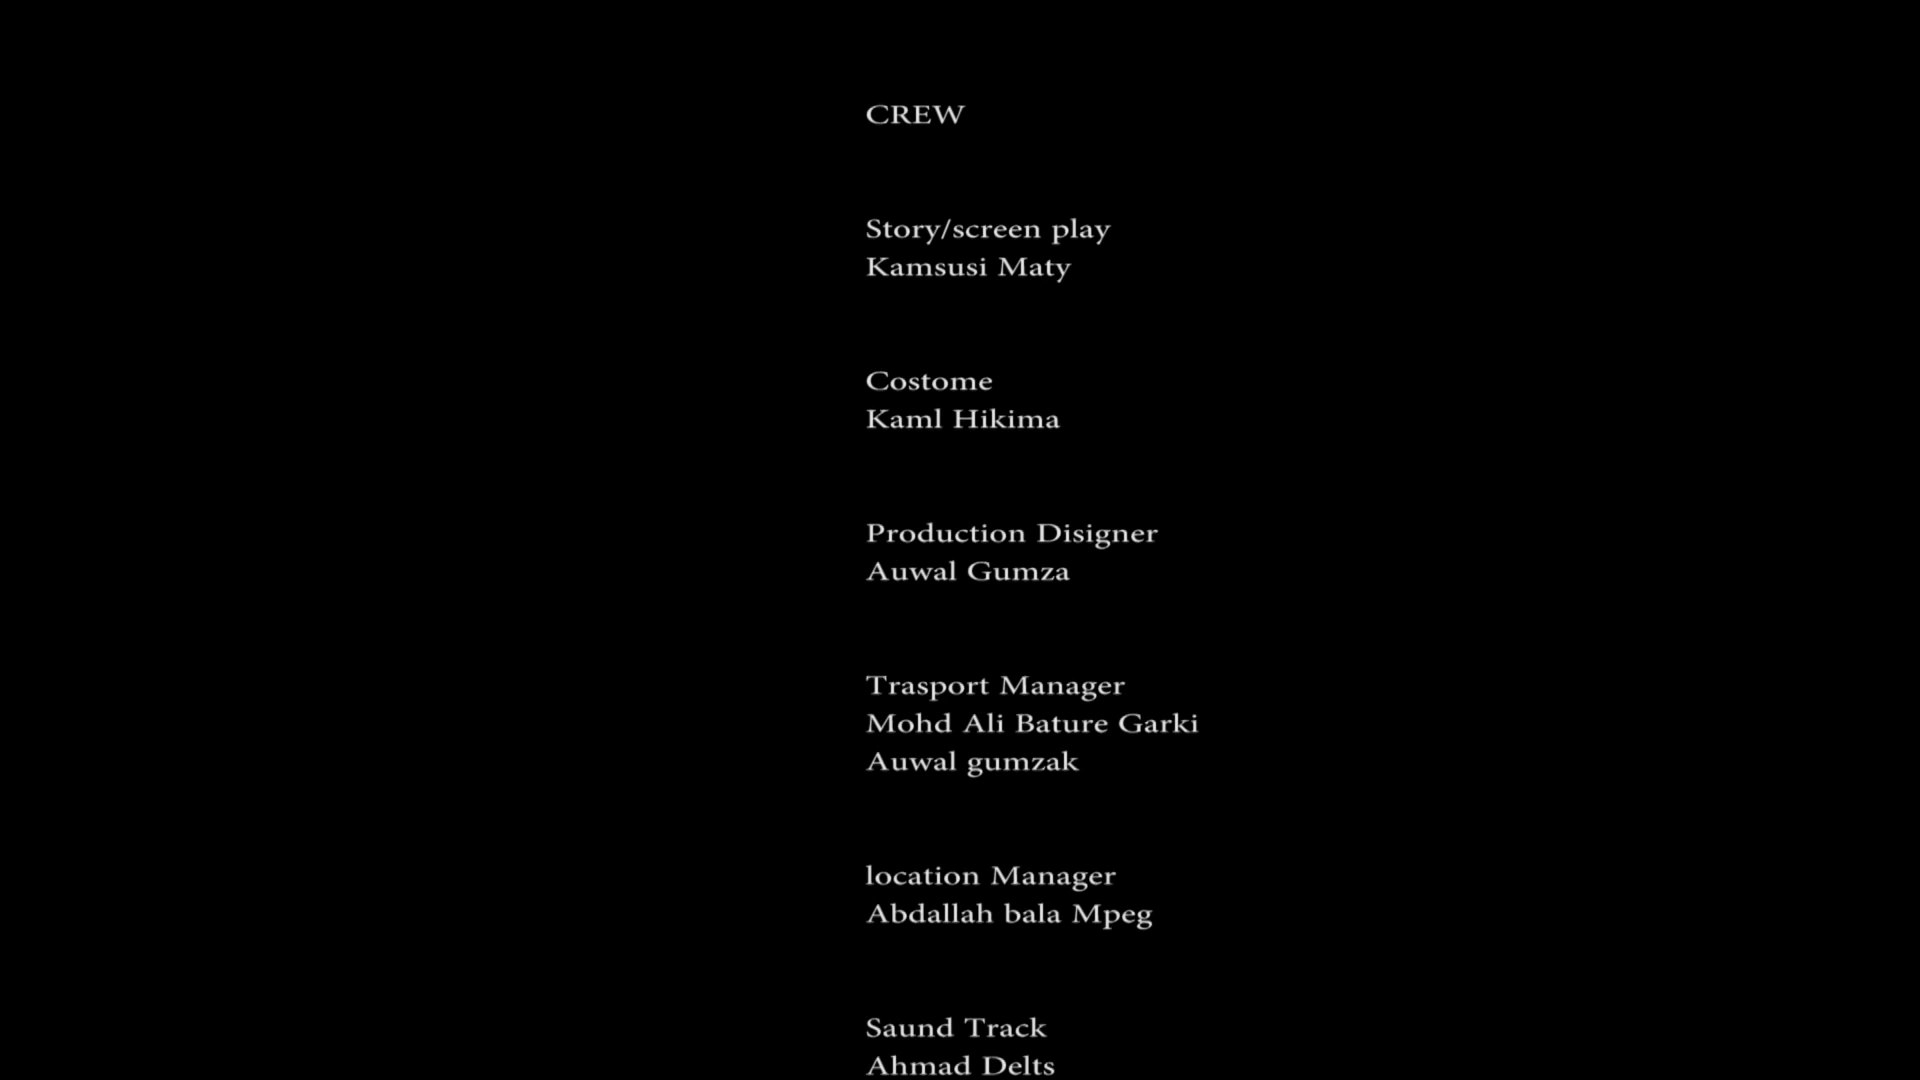 CREW
Story/screen play
Kamsusi Maty
Costome
Kaml Hikima
Production Disigner
Auwal Gumza
Trasport Manager
Mohd Ali Bature Garki
Auwal gumzak
location Manager
Abdallah bala Mpeg
Saund Track
Ahmad Delts